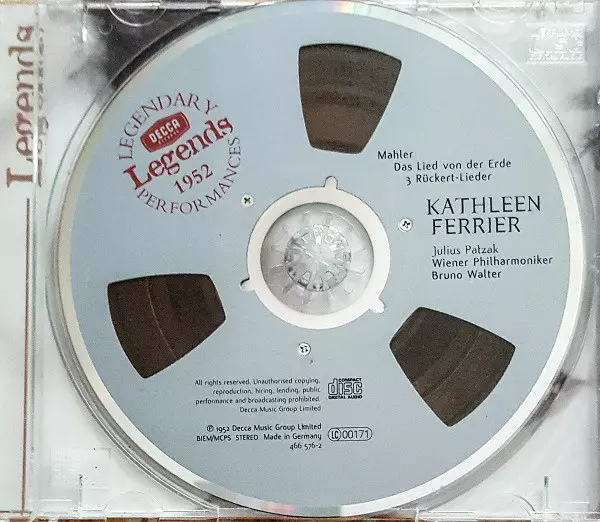 Legends
LEGENDARY
DECCA
Legends
1952
PERFORMANCES
Mahler
Das Lied von der Erde
3 Rückert-Lieder
KATHLEEN
FERRIER
Julius Patzak
Wiener Philharmoniker
Bruno Walter
All rights reserved. Unauthorised copying,
reproduction, hiring, lending, public
performance and broadcasting prohibited.
Decca Music Group Limited
COMPACT
disc
DIGITAL AUDIO
℗ 1952 Decca Music Group Limited
BIEM/MCPS STEREO Made in Germany
466 576-2
LC 00171